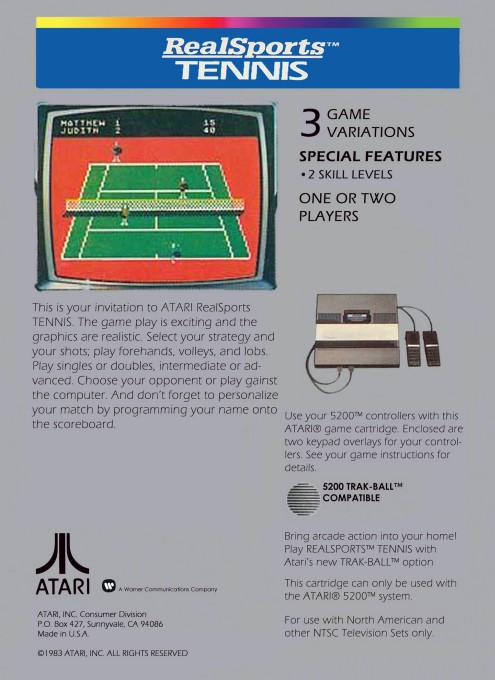 RealSports™
TENNIS
MATTHEW 1 15
JUDITH 2 40
3 GAME
VARIATIONS
SPECIAL FEATURES
• 2 SKILL LEVELS
ONE OR TWO
PLAYERS
This is your invitation to ATARI RealSports
TENNIS. The game play is exciting and the
graphics are realistic. Select your strategy and
your shots; play forehands, volleys, and lobs.
Play singles or doubles, intermediate or ad-
vanced. Choose your opponent or play gainst
the computer. And don't forget to personalize
your match by programming your name onto
the scoreboard.
Use your 5200™ controllers with this
ATARI® game cartridge. Enclosed are
two keypad overlays for your control-
lers. See your game instructions for
details.
5200 TRAK-BALL™
COMPATIBLE
Bring arcade action into your home!
Play REALSPORTS™ TENNIS with
Atari's new TRAK-BALL™ option
This cartridge can only be used with
the ATARI® 5200™ system.
For use with North American and
other NTSC Television Sets only.
ATARI
A Warner Communications Company
ATARI, INC. Consumer Division
P.O. Box 427, Sunnyvale, CA 94086
Made in U.S.A.
©1983 ATARI, INC. ALL RIGHTS RESERVED